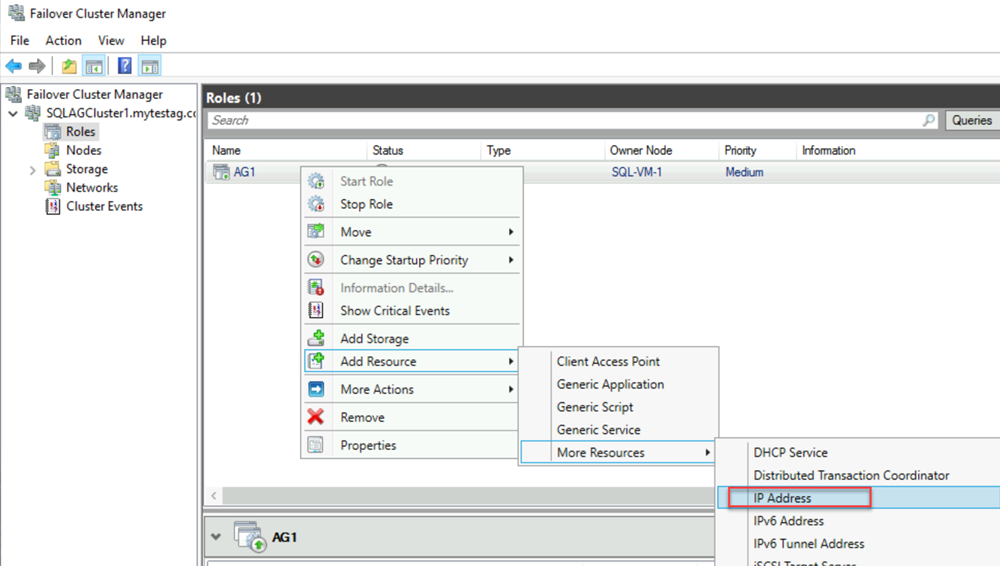 Failover Cluster Manager
File Action View Help
Failover Cluster Manager
SQLAGCluster1.mytestag.cc
Roles
Nodes
Storage
Networks
Cluster Events
Roles (1)
Search
Queries
Name Status Type Owner Node Priority Information
AG1 SQL-VM-1 Medium
Start Role
Stop Role
Move
Change Startup Priority
Information Details...
Show Critical Events
Add Storage
Add Resource
More Actions
Remove
Properties
Client Access Point
Generic Application
Generic Script
Generic Service
More Resources
DHCP Service
Distributed Transaction Coordinator
IP Address
IPv6 Address
IPv6 Tunnel Address
iSCSI Target Server
AG1